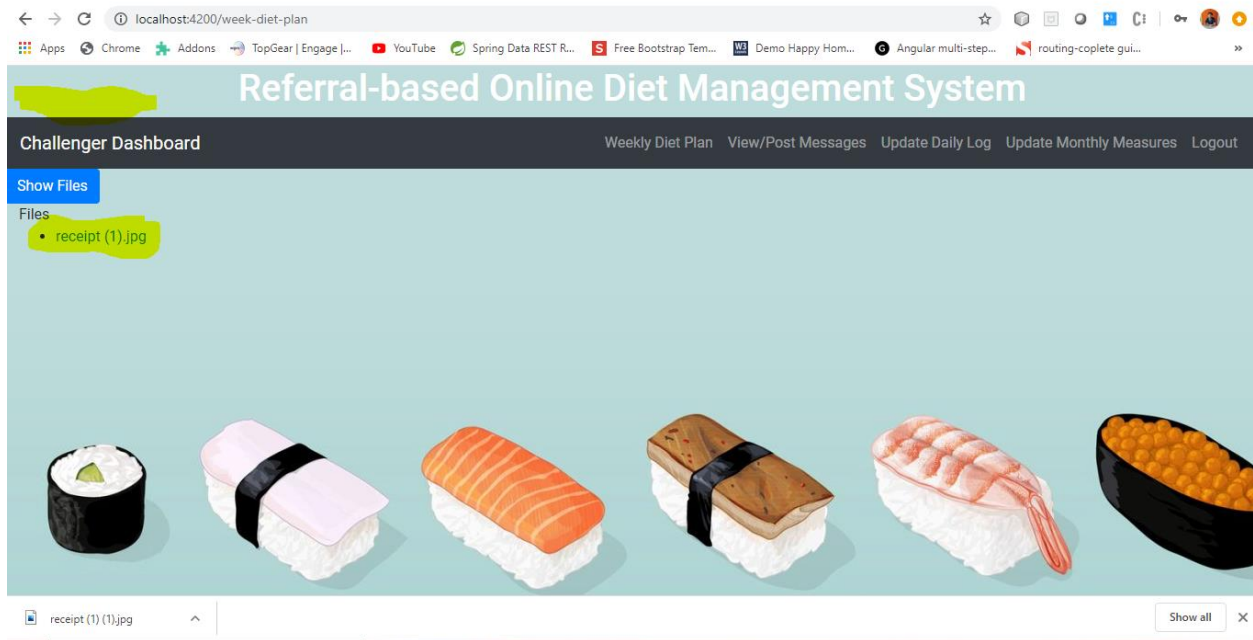 localhost:4200/week-diet-plan
Apps Chrome Addons TopGear | Engage |... YouTube Spring Data REST R... Free Bootstrap Tem... Demo Happy Hom... Angular multi-step... routing-coplete gui... »
Referral-based Online Diet Management System
Challenger Dashboard Weekly Diet Plan View/Post Messages Update Daily Log Update Monthly Measures Logout
Show Files
Files
• receipt (1).jpg
receipt (1) (1).jpg Show all